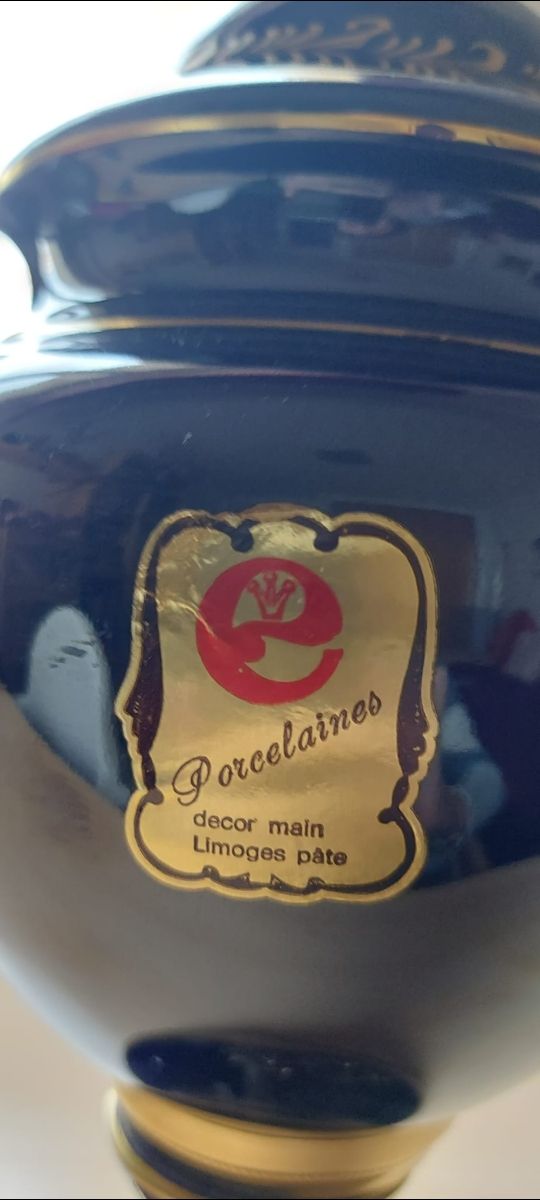 e
Porcelaines
decor main
Limoges pâte